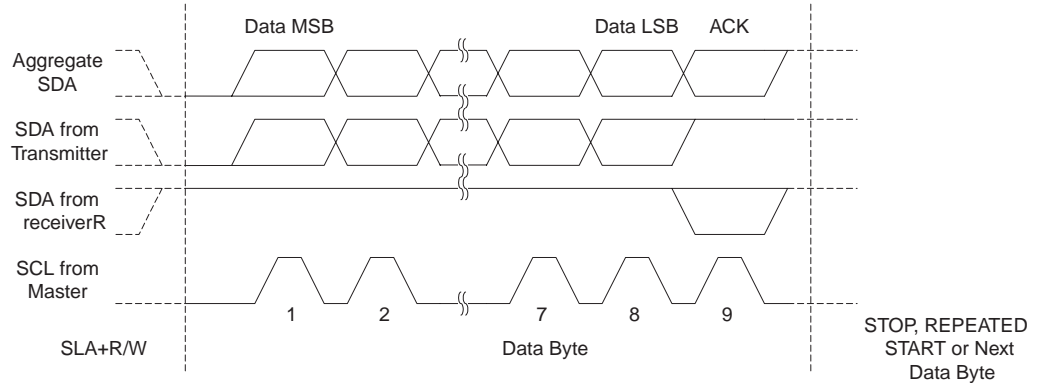 Data MSB
Data LSB
ACK
Aggregate
SDA
SDA from
Transmitter
SDA from
receiverR
SCL from
Master
1
2
7
8
9
SLA+R/W
Data Byte
STOP, REPEATED
START or Next
Data Byte